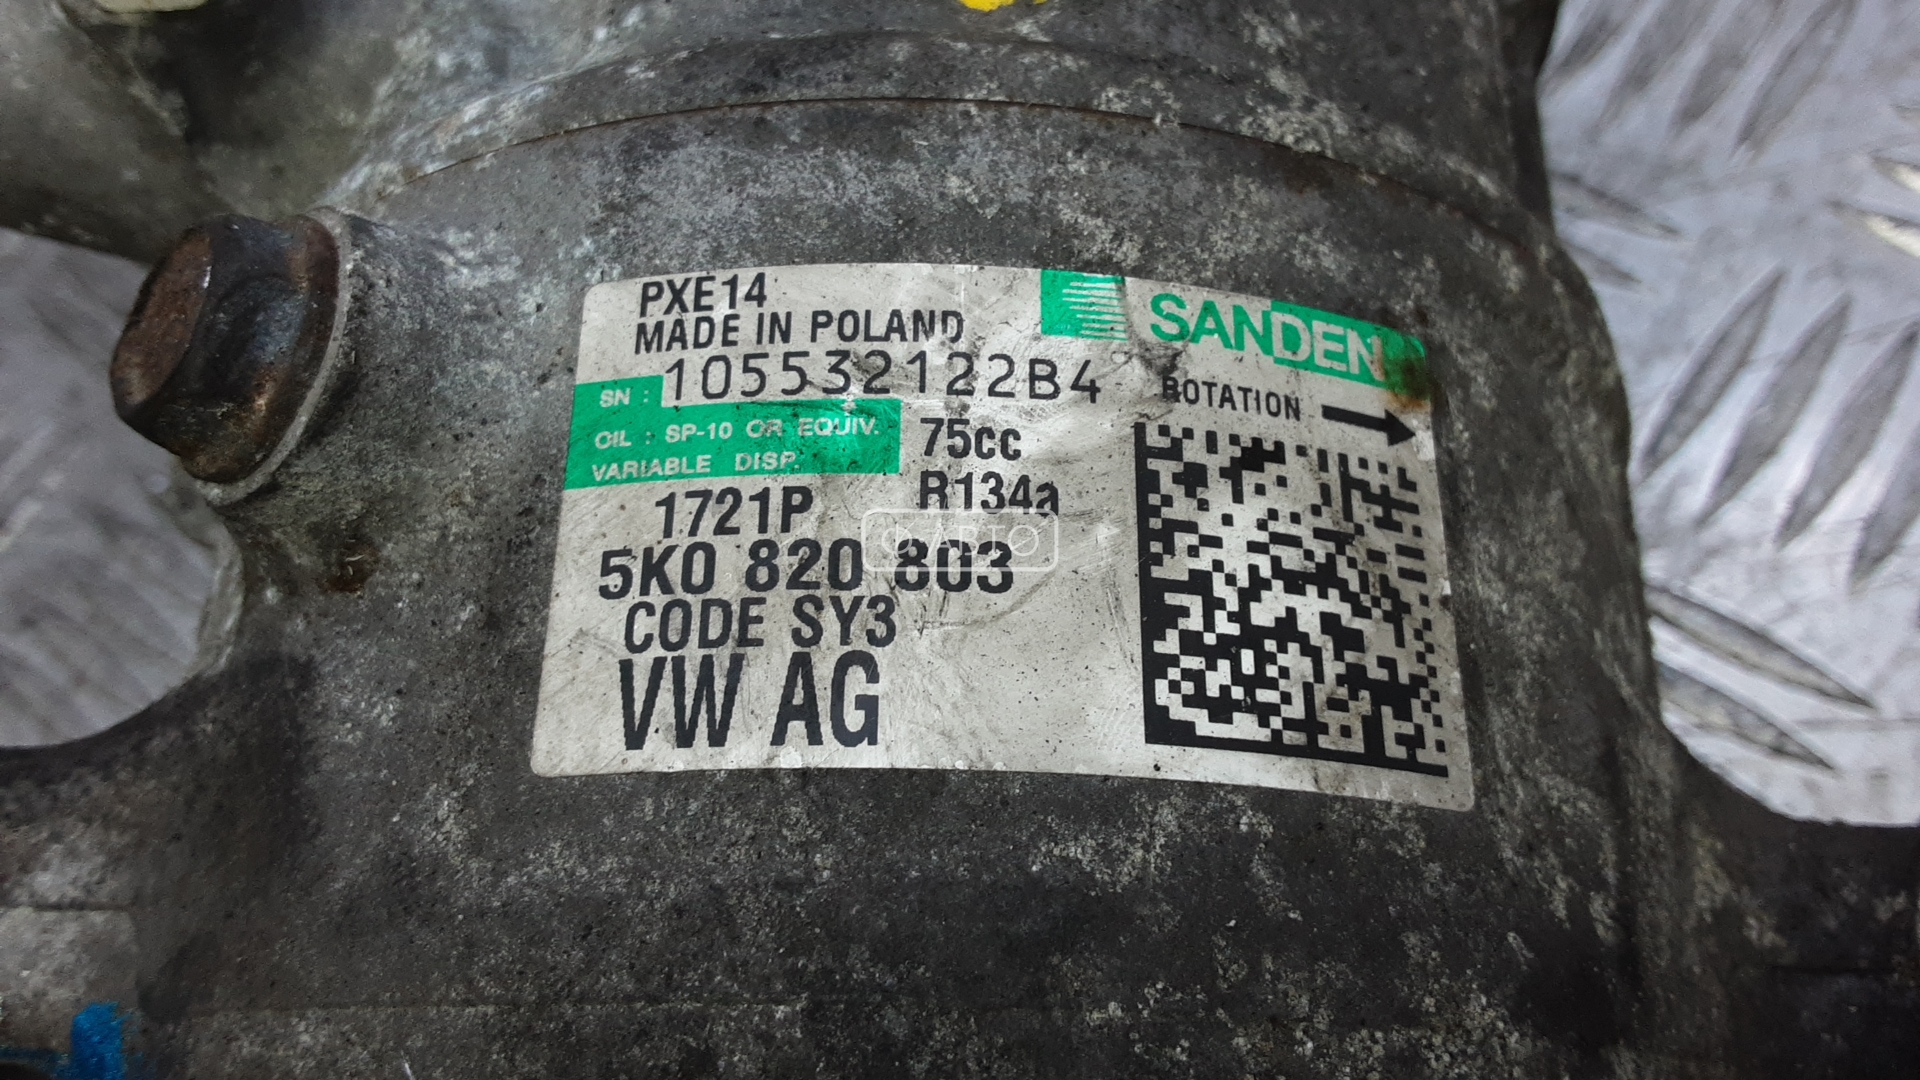 PXE14
MADE IN POLAND
SANDEN
SN : 105532122B4
ROTATION
OIL : SP-10 OR EQUIV. 75cc
VARIABLE DISP. R134a
1721P
5K0 820 803
CODE SY3
VW AG